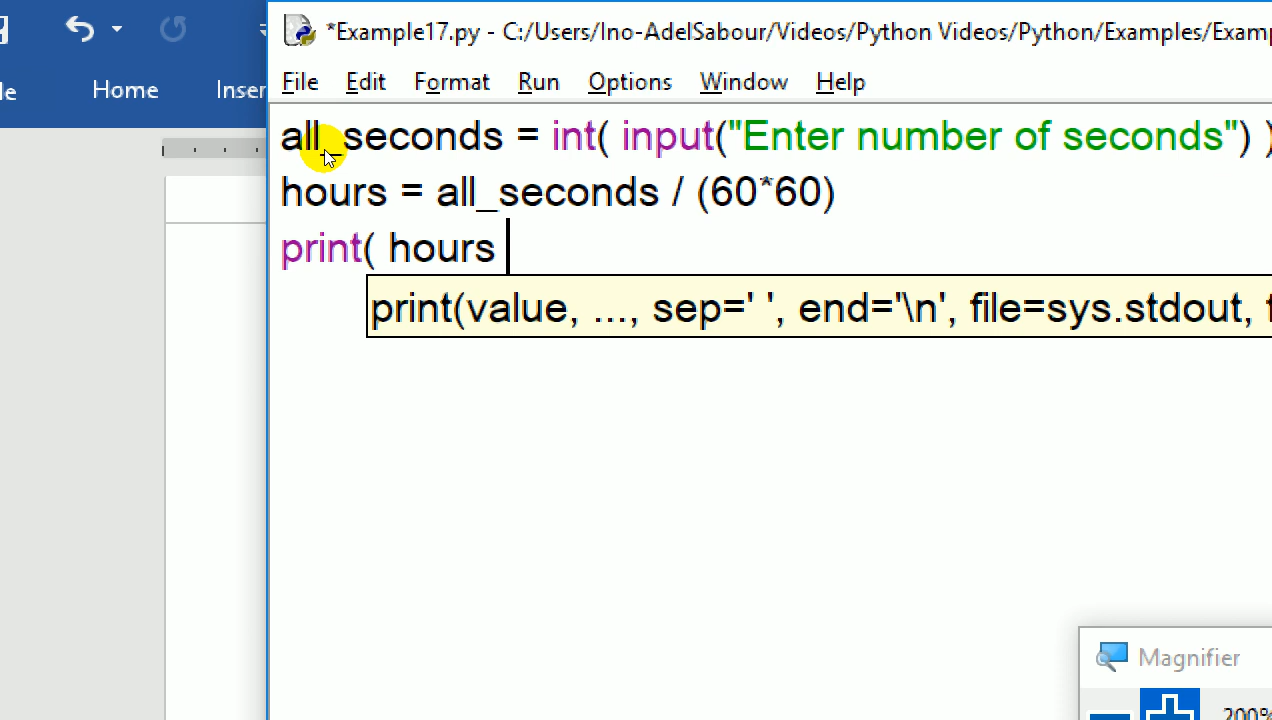 *Example17.py - C:/Users/Ino-AdelSabour/Videos/Python Videos/Python/Examples/Examp
File Edit Format Run Options Window Help
Home Inser
all_seconds = int( input("Enter number of seconds") )
hours = all_seconds / (60*60)
print( hours
print(value, ..., sep=' ', end='\n', file=sys.stdout, f
Magnifier
200%